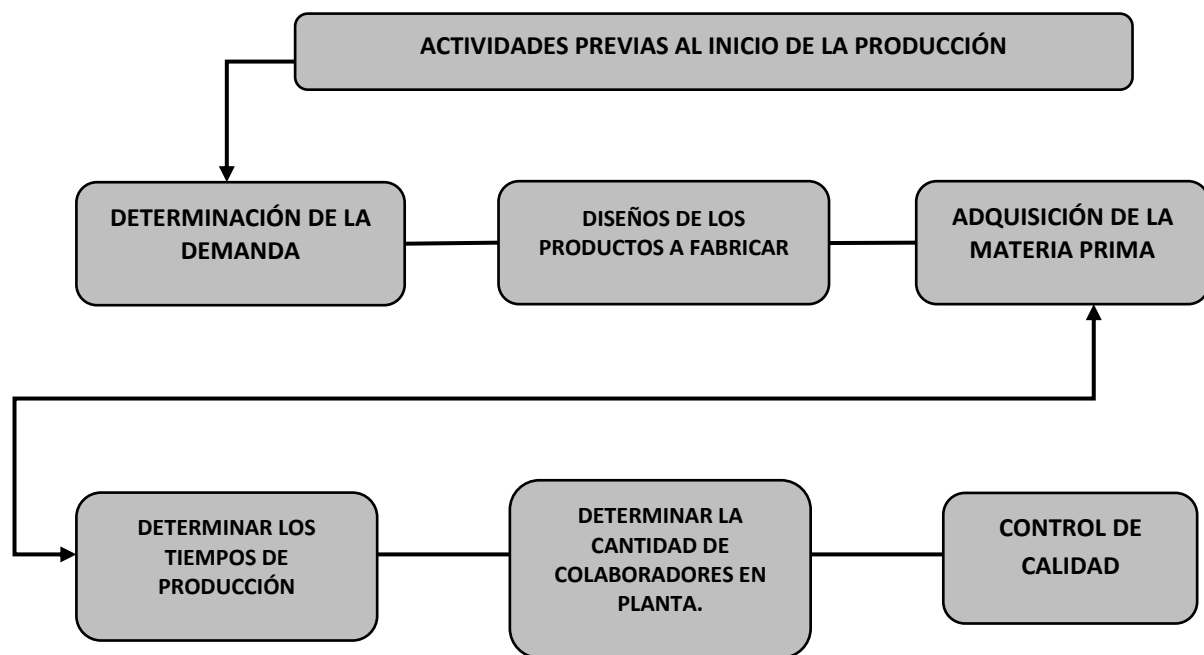 ACTIVIDADES PREVIAS AL INICIO DE LA PRODUCCIÓN
DETERMINACIÓN DE LA
DEMANDA
DISEÑOS DE LOS
PRODUCTOS A FABRICAR
ADQUISICIÓN DE LA
MATERIA PRIMA
DETERMINAR LOS
TIEMPOS DE
PRODUCCIÓN
DETERMINAR LA
CANTIDAD DE
COLABORADORES EN
PLANTA.
CONTROL DE
CALIDAD